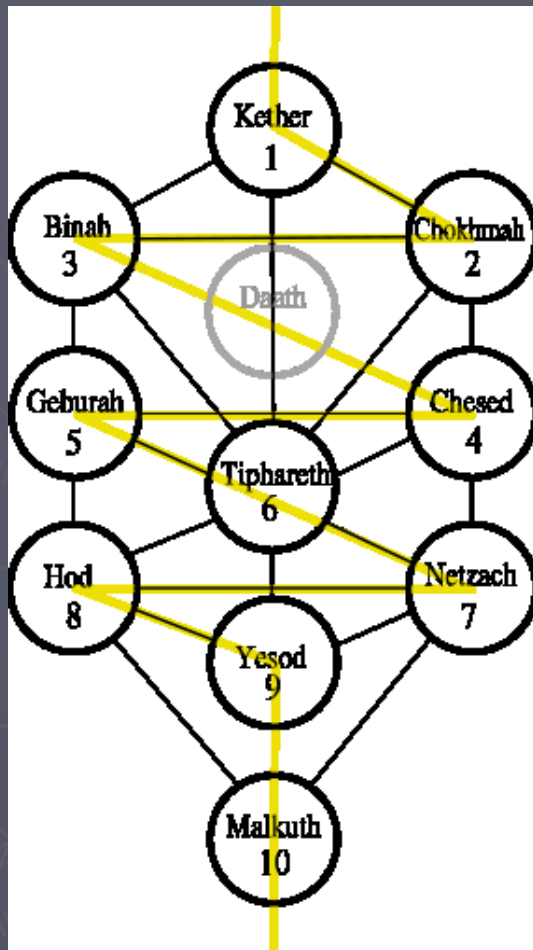 Kether
1
Binah
3
Chokhmah
2
Daath
Geburah
5
Chesed
4
Tiphareth
6
Hod
8
Netzach
7
Yesod
9
Malkuth
10